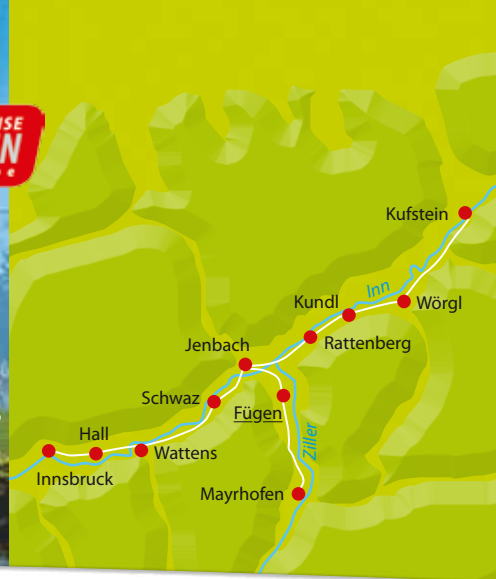 Kufstein
Inn
Kundl
Wörgl
Rattenberg
Jenbach
Schwaz
Fügen
Ziller
Hall
Wattens
Innsbruck
Mayrhofen